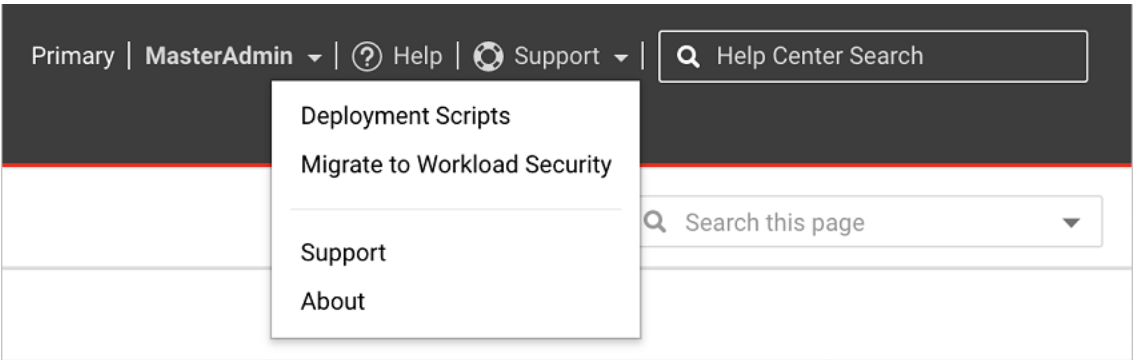 Primary | MasterAdmin | Help | Support | Help Center Search
Deployment Scripts
Migrate to Workload Security
Search this page
Support
About